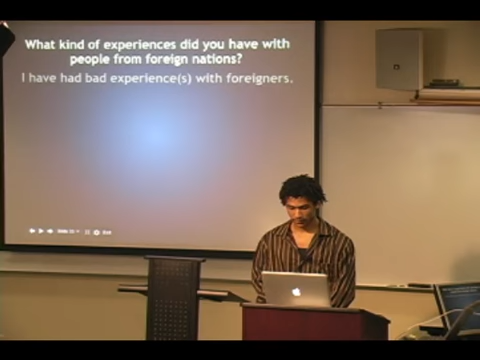 What kind of experiences did you have with
people from foreign nations?
I have had bad experience(s) with foreigners.